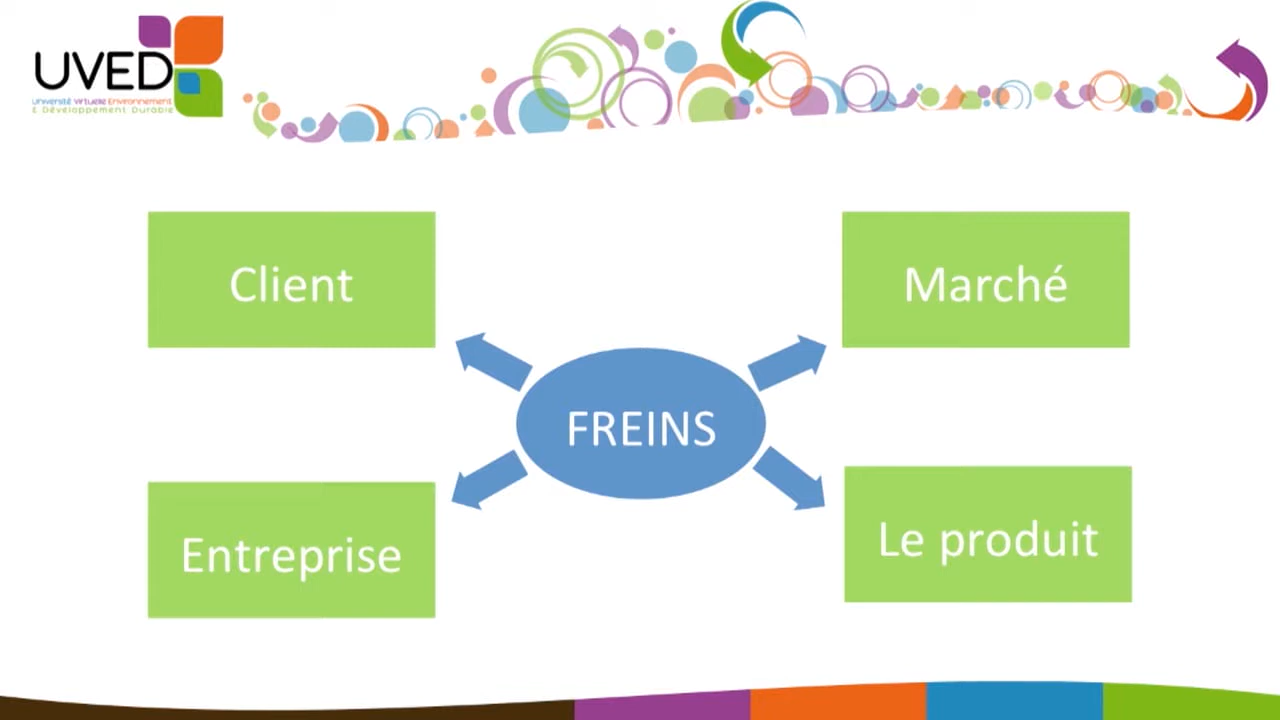 UVED
Université Virtuelle Environnement
& Développement Durable
Client
Marché
FREINS
Entreprise
Le produit